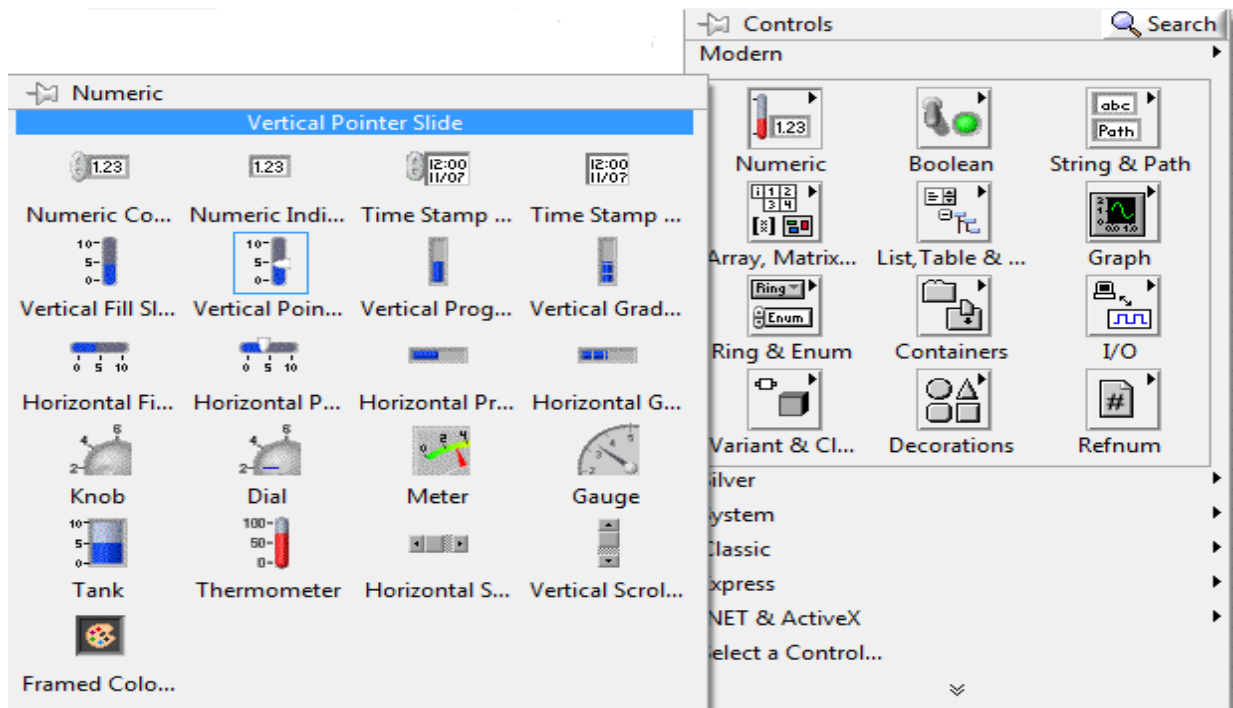 Numeric
Vertical Pointer Slide
1.23 1.23 12:00 12:00
11/07 11/07
Numeric Co... Numeric Indi... Time Stamp ... Time Stamp ...
10 10
5 5
0 0
Vertical Fill Sl... Vertical Poin... Vertical Prog... Vertical Grad...
0 5 10 0 5 10
Horizontal Fi... Horizontal P... Horizontal Pr... Horizontal G...
Knob Dial Meter Gauge
10 100
5 50
0 0
Tank Thermometer Horizontal S... Vertical Scrol...
Framed Colo...
Controls Search
Modern
1.23 abc
Path
Numeric Boolean String & Path
Array, Matrix... List, Table & ... Graph
Ring
Enum
Ring & Enum Containers I/O
#
Variant & Cl... Decorations Refnum
ilver
ystem
lassic
xpress
NET & ActiveX
elect a Control...